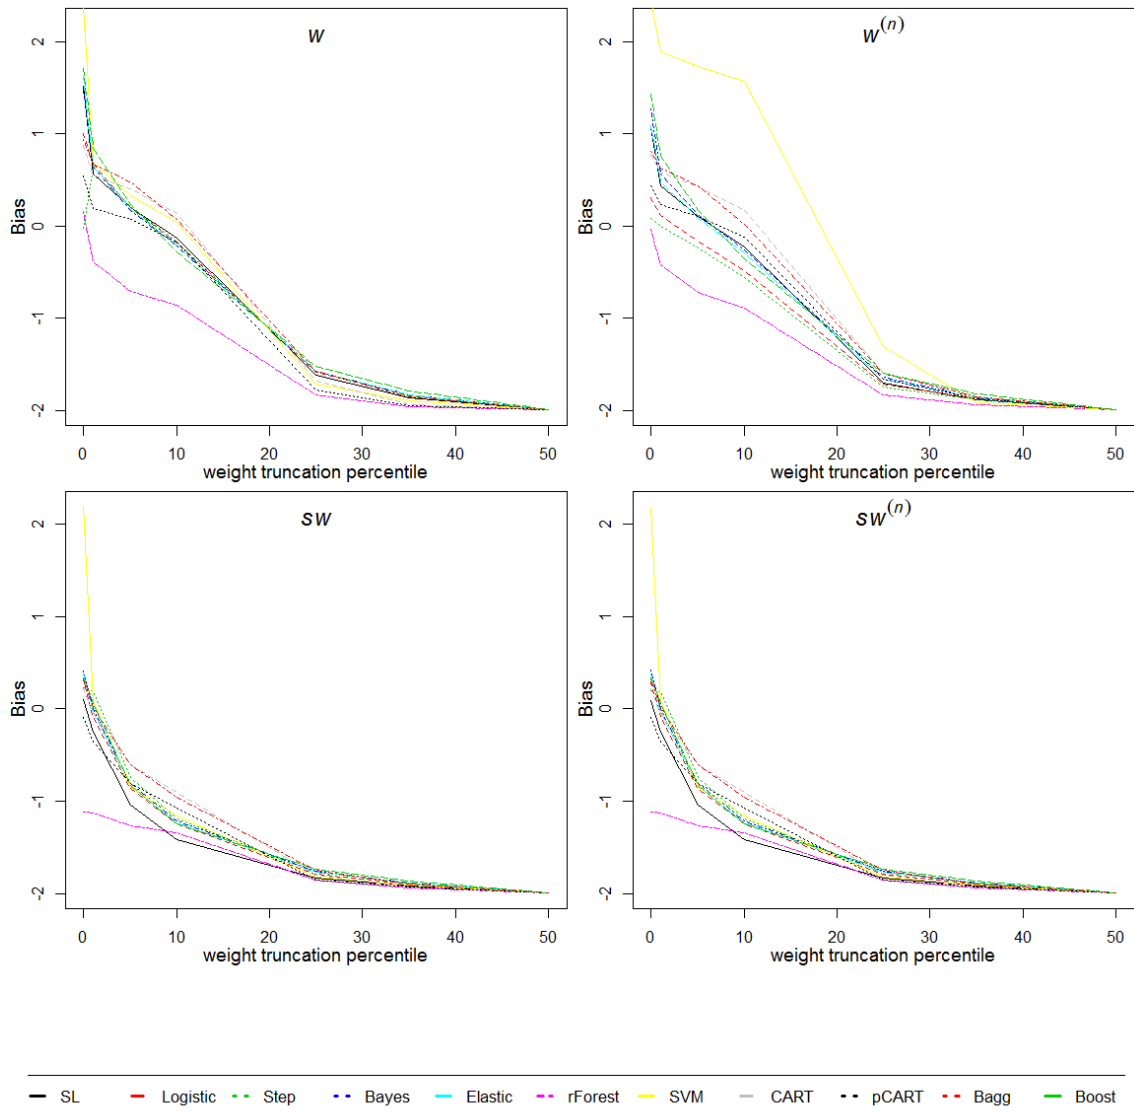 w
2
1
0
-1
-2
Bias
0 10 20 30 40 50
weight truncation percentile
w(n)
2
1
0
-1
-2
Bias
0 10 20 30 40 50
weight truncation percentile
sw
2
1
0
-1
-2
Bias
0 10 20 30 40 50
weight truncation percentile
sw(n)
2
1
0
-1
-2
Bias
0 10 20 30 40 50
weight truncation percentile
SL Logistic Step Bayes Elastic rForest SVM CART pCART Bagg Boost